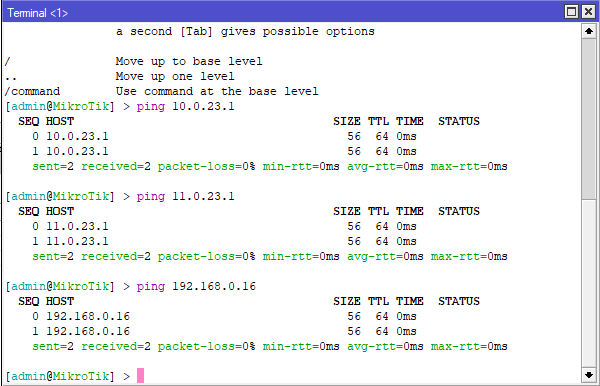 Terminal <1>
a second [Tab] gives possible options
/ Move up to base level
.. Move up one level
/command Use command at the base level
[admin@MikroTik] > ping 10.0.23.1
SEQ HOST SIZE TTL TIME STATUS
0 10.0.23.1 56 64 0ms
1 10.0.23.1 56 64 0ms
sent=2 received=2 packet-loss=0% min-rtt=0ms avg-rtt=0ms max-rtt=0ms
[admin@MikroTik] > ping 11.0.23.1
SEQ HOST SIZE TTL TIME STATUS
0 11.0.23.1 56 64 0ms
1 11.0.23.1 56 64 0ms
sent=2 received=2 packet-loss=0% min-rtt=0ms avg-rtt=0ms max-rtt=0ms
[admin@MikroTik] > ping 192.168.0.16
SEQ HOST SIZE TTL TIME STATUS
0 192.168.0.16 56 64 0ms
1 192.168.0.16 56 64 0ms
sent=2 received=2 packet-loss=0% min-rtt=0ms avg-rtt=0ms max-rtt=0ms
[admin@MikroTik] >